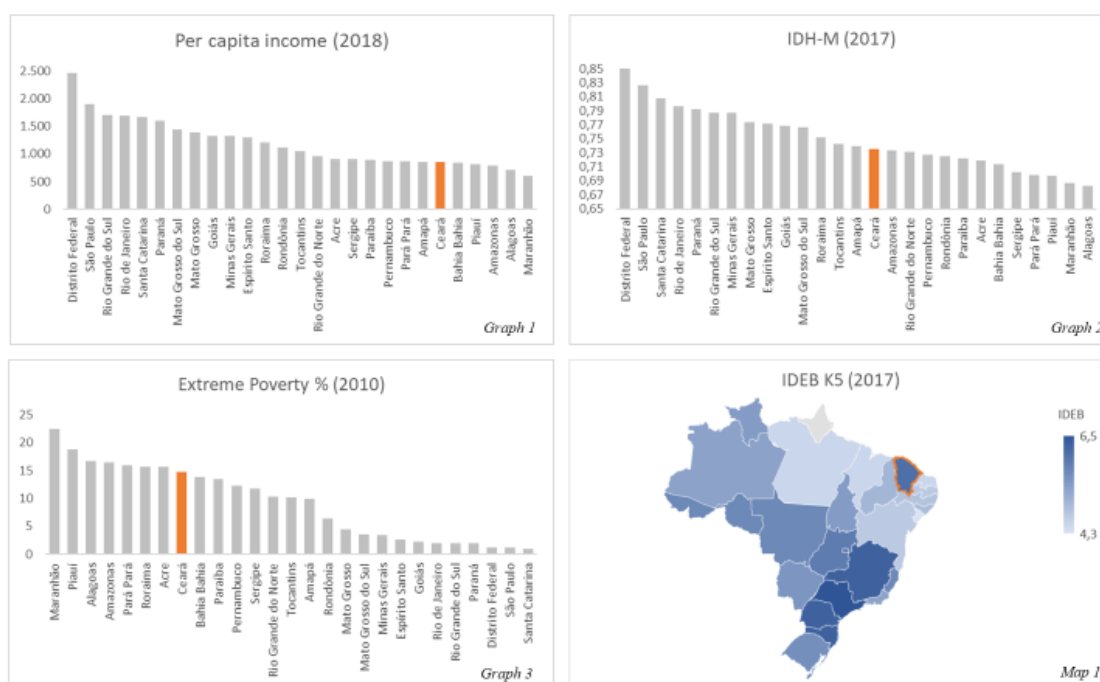 Per capita income (2018)
2.500
2.000
1.500
1.000
500
0
Distrito Federal
São Paulo
Rio Grande do Sul
Rio de Janeiro
Santa Catarina
Paraná
Mato Grosso do Sul
Mato Grosso
Goiás
Minas Gerais
Espírito Santo
Roraima
Rondônia
Tocantins
Rio Grande do Norte
Acre
Sergipe
Paraíba
Pernambuco
Pará Pará
Amapá
Ceará
Bahia Bahia
Piauí
Amazonas
Alagoas
Maranhão
Graph 1
IDH-M (2017)
0,85
0,83
0,81
0,79
0,77
0,75
0,73
0,71
0,69
0,67
0,65
Distrito Federal
São Paulo
Santa Catarina
Rio de Janeiro
Paraná
Rio Grande do Sul
Minas Gerais
Mato Grosso
Espírito Santo
Goiás
Mato Grosso do Sul
Roraima
Tocantins
Amapá
Ceará
Amazonas
Rio Grande do Norte
Pernambuco
Rondônia
Paraíba
Acre
Bahia Bahia
Sergipe
Pará Pará
Piauí
Maranhão
Alagoas
Graph 2
Extreme Poverty % (2010)
25
20
15
10
5
0
Maranhão
Piauí
Alagoas
Amazonas
Pará Pará
Roraima
Acre
Ceará
Bahia Bahia
Paraíba
Pernambuco
Sergipe
Rio Grande do Norte
Tocantins
Amapá
Rondônia
Mato Grosso
Mato Grosso do Sul
Minas Gerais
Espírito Santo
Goiás
Rio de Janeiro
Rio Grande do Sul
Paraná
Distrito Federal
São Paulo
Santa Catarina
Graph 3
IDEB K5 (2017)
IDEB
6,5
4,3
Map 1